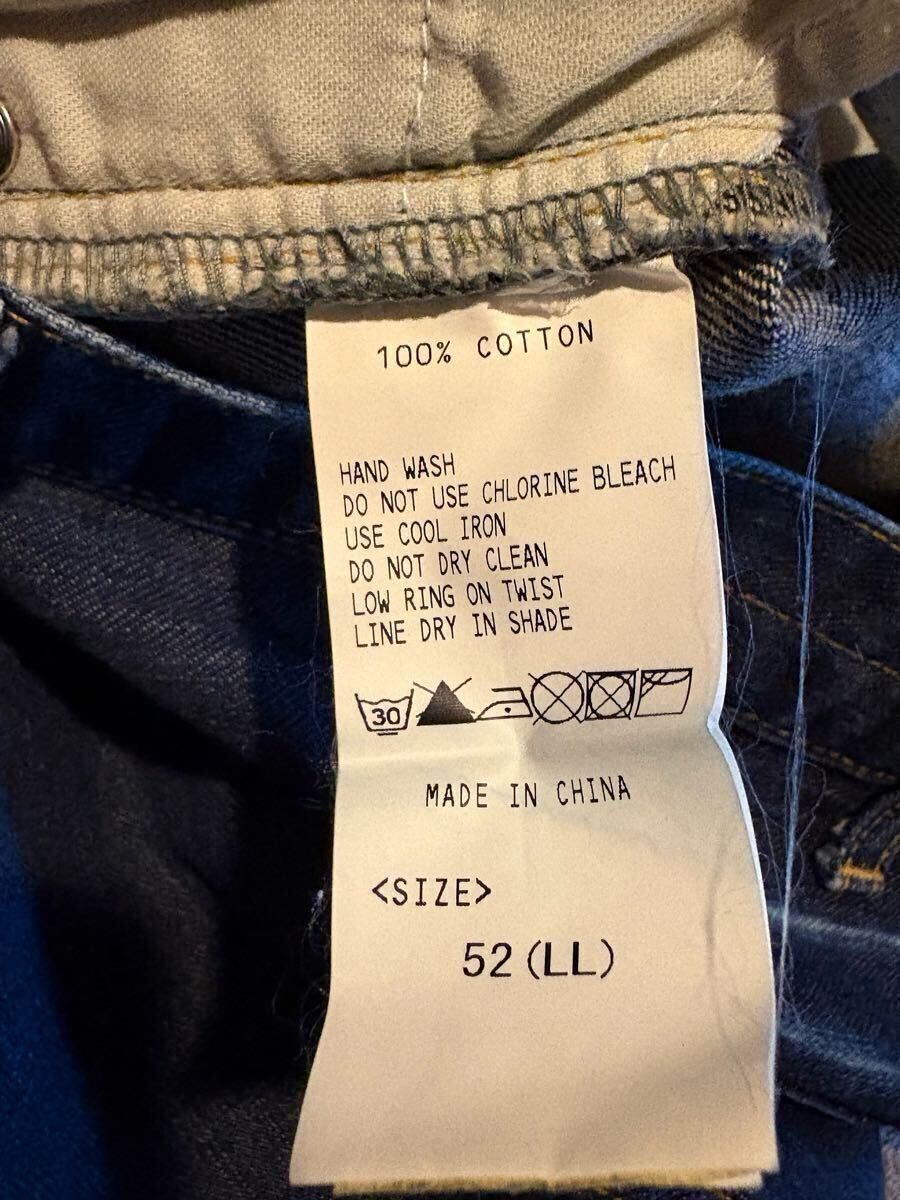 100% COTTON
HAND WASH
DO NOT USE CHLORINE BLEACH
USE COOL IRON
DO NOT DRY CLEAN
LOW RING ON TWIST
LINE DRY IN SHADE
30
MADE IN CHINA
<SIZE>
52 (LL)